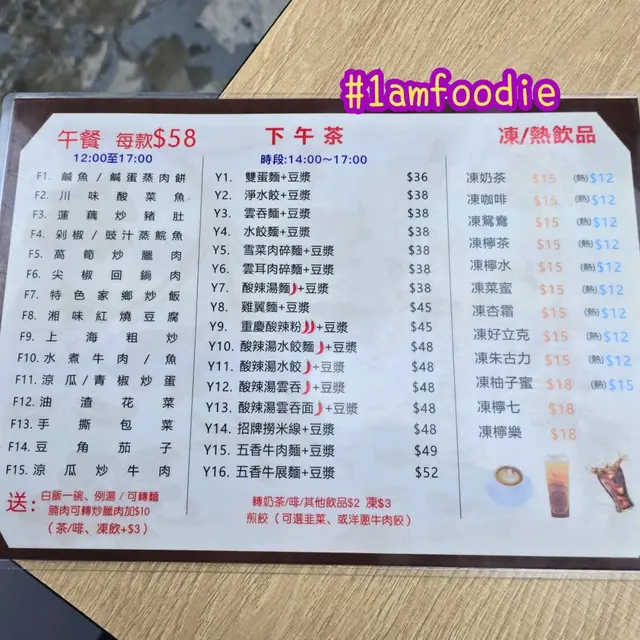 #1amfoodie
午餐 每款$58
12:00至17:00
F1. 鹹魚/鹹蛋蒸肉餅
F2. 川味酸菜魚
F3. 蓮藕炒豬肚
F4. 剁椒/豉汁蒸鯇魚
F5. 萵筍炒臘肉
F6. 尖椒回鍋肉
F7. 特色家鄉炒飯
F8. 湘味紅燒豆腐
F9. 上海粗炒
F10. 水煮牛肉/魚
F11. 涼瓜/青椒炒蛋
F12. 油渣花菜
F13. 手撕包菜
F14. 豆角茄子
F15. 涼瓜炒牛肉
送: 白飯一碗、例湯/可轉麵
腩肉可轉炒臘肉加$10
(茶/啡、凍飲+$3)
下午茶
時段:14:00~17:00
Y1. 雙蛋麵+豆漿 $36
Y2. 淨水餃+豆漿 $38
Y3. 雲吞麵+豆漿 $38
Y4. 水餃麵+豆漿 $38
Y5. 雪菜肉碎麵+豆漿 $38
Y6. 雲耳肉碎麵+豆漿 $38
Y7. 酸辣湯麵+豆漿 $38
Y8. 雞翼麵+豆漿 $45
Y9. 重慶酸辣粉+豆漿 $45
Y10. 酸辣湯水餃麵+豆漿 $48
Y11. 酸辣湯水餃+豆漿 $48
Y12. 酸辣湯雲吞+豆漿 $48
Y13. 酸辣湯雲吞面+豆漿 $48
Y14. 招牌撈米線+豆漿 $48
Y15. 五香牛肉麵+豆漿 $49
Y16. 五香牛展麵+豆漿 $52
轉奶茶/啡/其他飲品$2 凍$3
煎餃(可選韭菜、或洋蔥牛肉餃)
凍/熱飲品
凍奶茶 $15 (熱)$12
凍咖啡 $15 (熱)$12
凍鴛鴦 $15 (熱)$12
凍檸茶 $15 (熱)$12
凍檸水 $15 (熱)$12
凍菜蜜 $15 (熱)$12
凍杏霜 $15 (熱)$12
凍好立克 $15 (熱)$12
凍朱古力 $15 (熱)$12
凍柚子蜜 $18 (熱)$15
凍檸七 $18
凍檸樂 $18